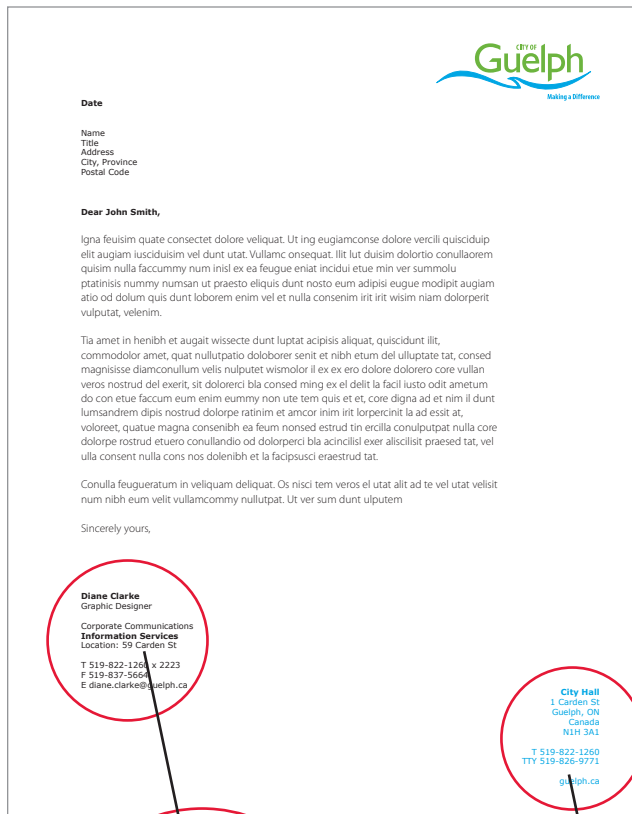 CITY OF
Guelph
Making a Difference
Date
Name
Title
Address
City, Province
Postal Code
Dear John Smith,
Igna feuisim quate consectet dolore veliquat. Ut ing eugiamconse dolore vercili quisciduip
elit augiam iusciduisim vel dunt utat. Vullamc onsequat. Ilit lut duisim dolortio conullaorem
quisim nulla faccummy num inisl ex ea feugue eniat incidui etue min ver summolu
ptatinisis nummy numsan ut praesto eliquis dunt nosto eum adipisi eugue modipit augiam
atio od dolum quis dunt loborem enim vel et nulla consenim irit irit wisim niam dolorperit
vulputat, velenim.
Tia amet in henibh et augait wissecte dunt luptat acipisis aliquat, quiscidunt ilit,
commodolor amet, quat nullutpatio doloborer senit et nibh etum del ulluptate tat, consed
magnisisse diamconullum velis nulputet wismolor il ex ex ero dolore dolorero core vullan
veros nostrud del exerit, sit dolorerci bla consed ming ex el delit la facil iusto odit ametum
do con etue faccum eum enim eummy non ute tem quis et et, core digna ad et nim il dunt
lumsandrem dipis nostrud dolorpe ratinim et amcor inim irit lorpercinit la ad essit at,
voloreet, quatue magna consenibh ea feum nonsed estrud tin ercilla conulputpat nulla core
dolorpe rostrud etuero conullandio od dolorperci bla acincilisl exer aliscilisit praesed tat, vel
ulla consent nulla cons nos dolenibh et la facipsusci eraestrud tat.
Conulla feugueratum in veliquam deliquat. Os nisci tem veros el utat alit ad te vel utat velisit
num nibh eum velit vullamcommy nullutpat. Ut ver sum dunt ulputem
Sincerely yours,
Diane Clarke
Graphic Designer
Corporate Communications
Information Services
Location: 59 Carden St
T 519-822-1260 x 2223
F 519-837-5664
E diane.clarke@guelph.ca
City Hall
1 Carden St
Guelph, ON
Canada
N1H 3A1
T 519-822-1260
TTY 519-826-9771
guelph.ca